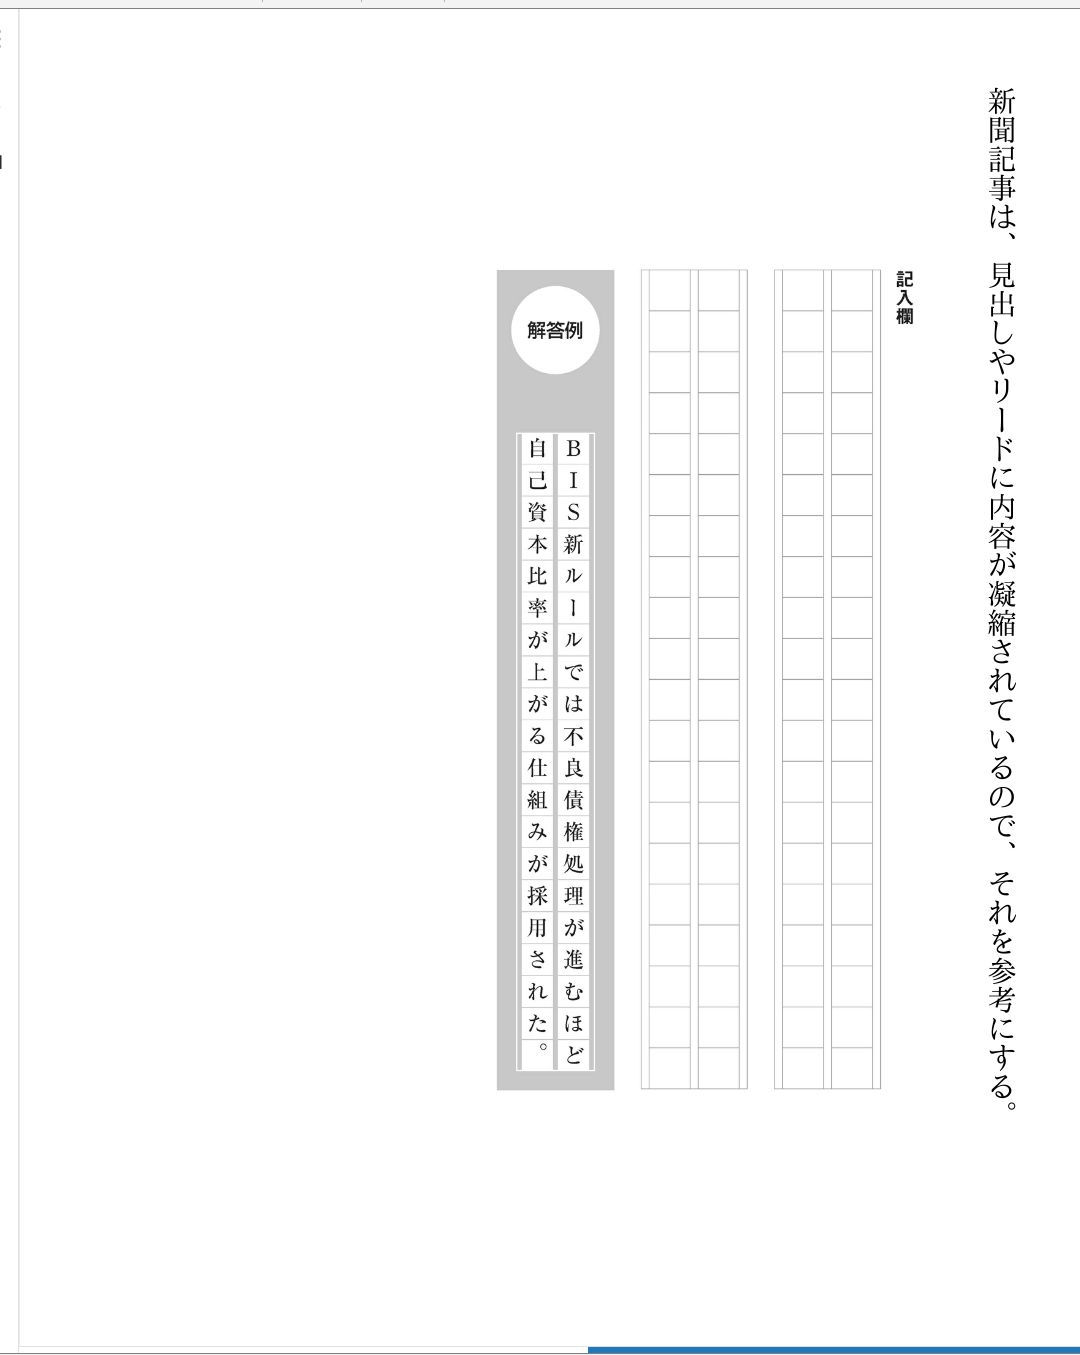 新聞記事は、見出しやリードに内容が凝縮されているので、それを参考にする。
記入欄
解答例
BIS新ルールでは不良債権処理が進むほど
自己資本比率が上がる仕組みが採用された。